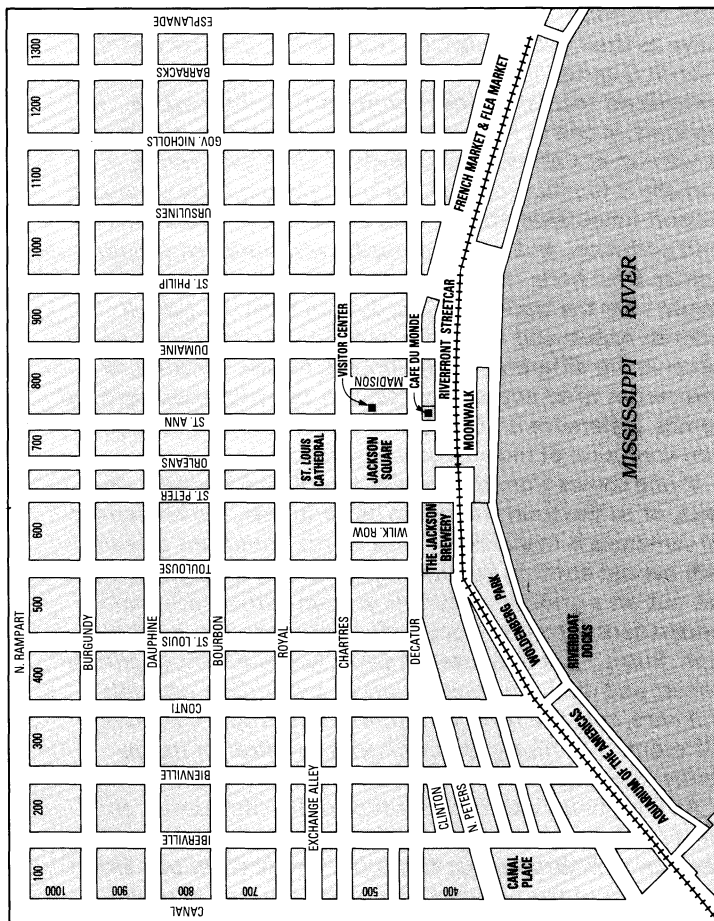 ESPLANADE
BARRACKS
GOV. NICHOLLS
URSULINES
ST. PHILIP
DUMAINE
ST. ANN
ORLEANS
ST. PETER
TOULOUSE
ST. LOUIS
CONTI
BIENVILLE
IBERVILLE
CANAL
1300
1200
1100
1000
900
800
700
600
500
400
300
200
100
N. RAMPART
BURGUNDY
DAUPHINE
BOURBON
ROYAL
CHARTRES
DECATUR
1000
900
800
700
500
400
EXCHANGE ALLEY
CLINTON
N. PETERS
WILK. ROW
MADISON
VISITOR CENTER
CAFE DU MONDE
ST. LOUIS
CATHEDRAL
JACKSON
SQUARE
THE JACKSON
BREWERY
MOONWALK
RIVERFRONT STREETCAR
FRENCH MARKET & FLEA MARKET
WOLDENBERG PARK
RIVERBOAT
DOCKS
AQUARIUM OF THE AMERICAS
CANAL
PLACE
MISSISSIPPI RIVER